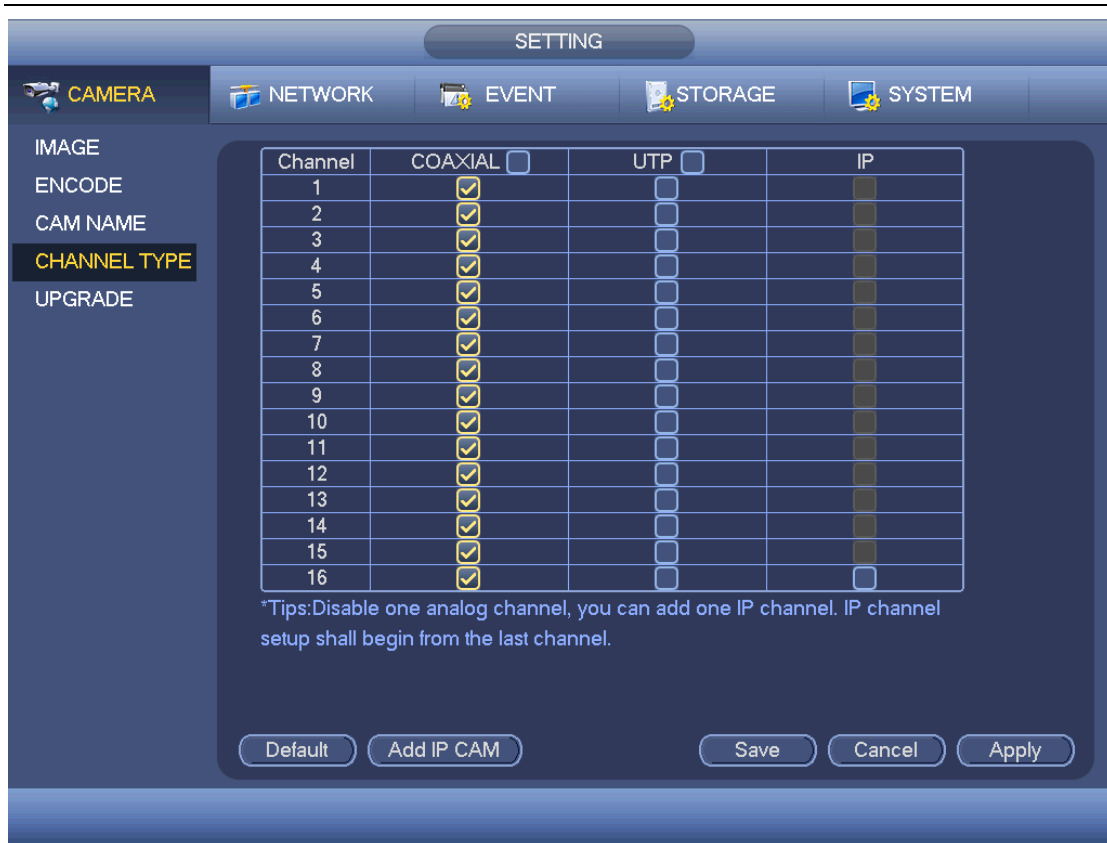 SETTING
CAMERA NETWORK EVENT STORAGE SYSTEM
IMAGE
ENCODE
CAM NAME
CHANNEL TYPE
UPGRADE
Channel COAXIAL UTP IP
1
2
3
4
5
6
7
8
9
10
11
12
13
14
15
16
*Tips:Disable one analog channel, you can add one IP channel. IP channel
setup shall begin from the last channel.
Default Add IP CAM Save Cancel Apply